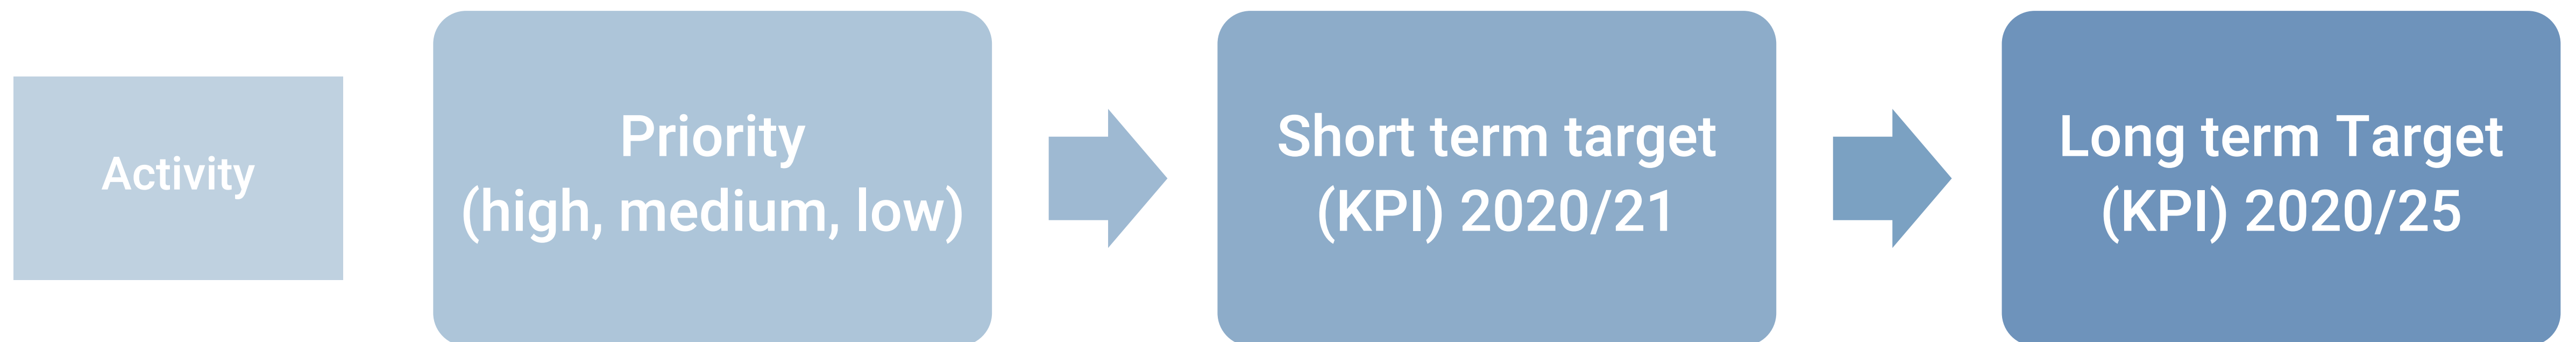 Activity
Priority
(high, medium, low)
Short term target
(KPI) 2020/21
Long term Target
(KPI) 2020/25